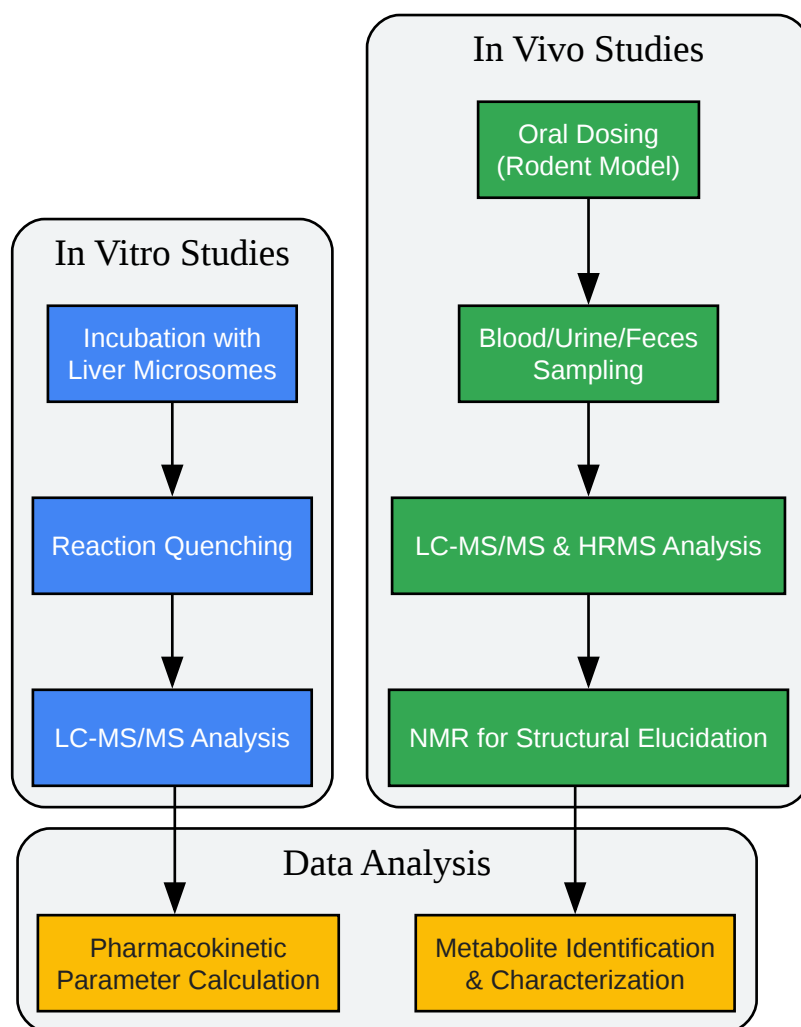 In Vitro Studies
Incubation with
Liver Microsomes
Reaction Quenching
LC-MS/MS Analysis
In Vivo Studies
Oral Dosing
(Rodent Model)
Blood/Urine/Feces
Sampling
LC-MS/MS & HRMS Analysis
NMR for Structural Elucidation
Data Analysis
Pharmacokinetic
Parameter Calculation
Metabolite Identification
& Characterization